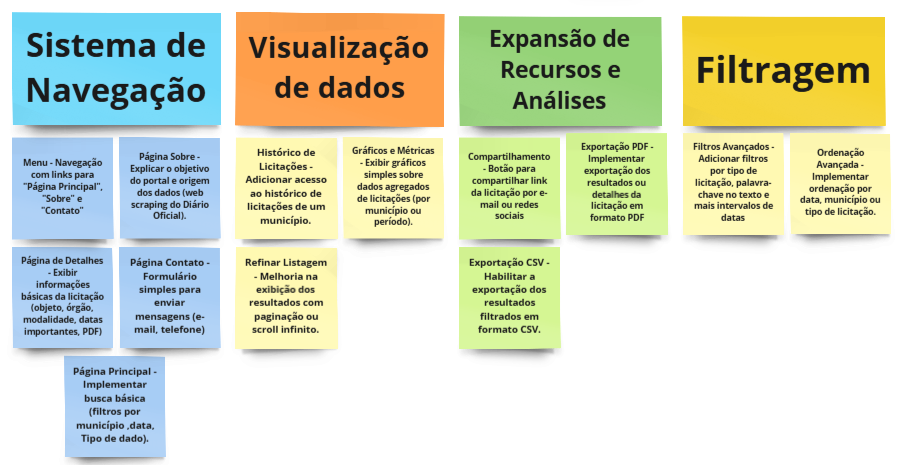 Sistema de
Navegação
Visualização
de dados
Expansão de
Recursos e
Análises
Filtragem
Menu - Navegação
com links para
"Página Principal",
"Sobre" e
"Contato"
Página Sobre -
Explicar o objetivo
do portal e origem
dos dados (web
scraping do Diário
Oficial).
Histórico de
Licitações -
Adicionar acesso
ao histórico de
licitações de um
município.
Gráficos e Métricas
- Exibir gráficos
simples sobre
dados agregados
de licitações (por
município ou
período).
Compartilhamento
- Botão para
compartilhar link
da licitação por e-
mail ou redes
sociais
Exportação PDF -
Implementar
exportação dos
resultados ou
detalhes da
licitação em
formato PDF
Filtros Avançados -
Adicionar filtros
por tipo de
licitação, palavra-
chave no texto e
mais intervalos de
datas
Ordenação
Avançada -
Implementar
ordenação por
data, município ou
tipo de licitação.
Página de Detalhes
- Exibir
informações
básicas da licitação
(objeto, órgão,
modalidade, datas
importantes, PDF)
Página Contato -
Formulário
simples para
enviar
mensagens (e-
mail, telefone)
Refinar Listagem
- Melhoria na
exibição dos
resultados com
paginação ou
scroll infinito.
Exportação CSV -
Habilitar a
exportação dos
resultados
filtrados em
formato CSV.
Página Principal -
Implementar
busca básica
(filtros por
município ,data,
Tipo de dado).